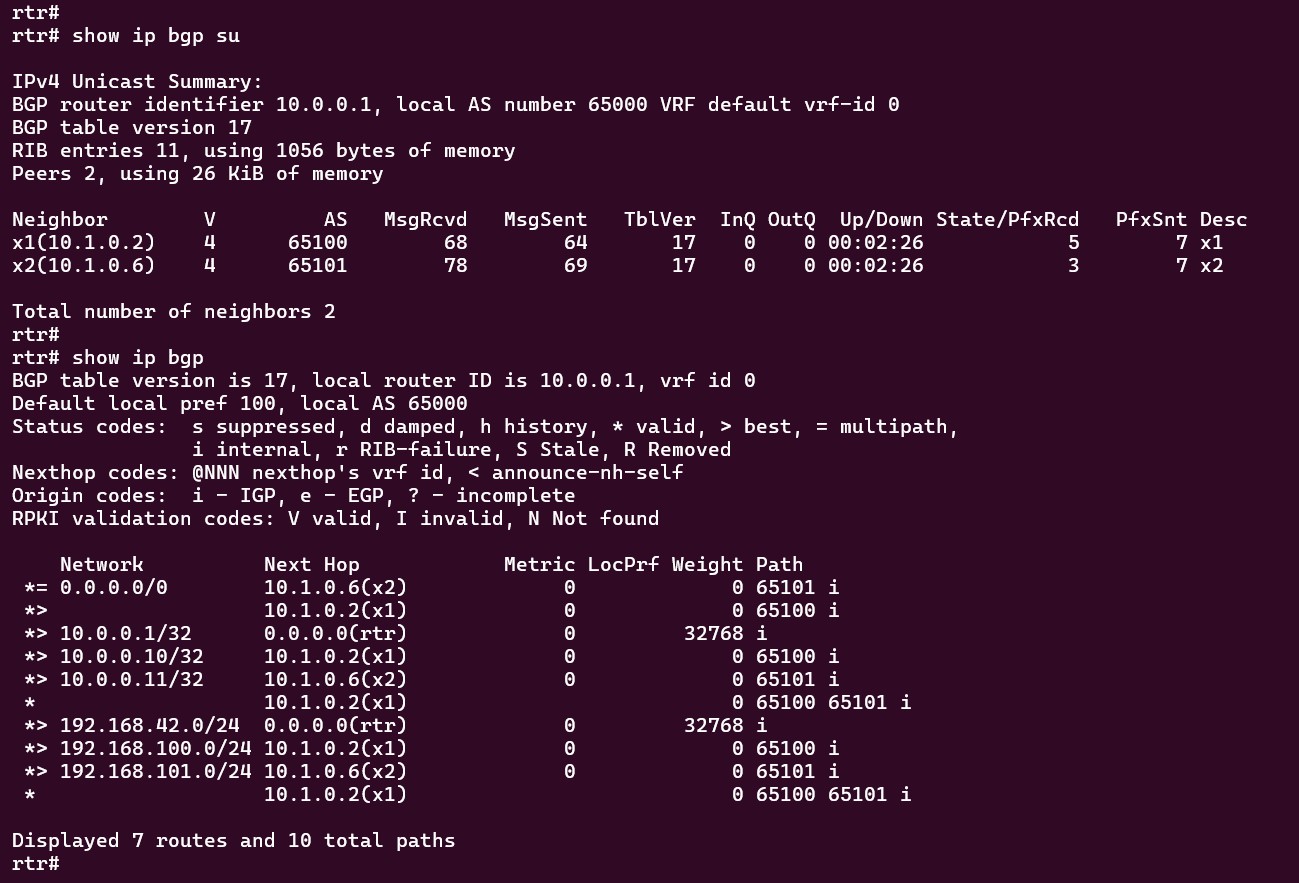 rtr#
rtr# show ip bgp su

IPv4 Unicast Summary:
BGP router identifier 10.0.0.1, local AS number 65000 VRF default vrf-id 0
BGP table version 17
RIB entries 11, using 1056 bytes of memory
Peers 2, using 26 KiB of memory

Neighbor        V         AS   MsgRcvd   MsgSent   TblVer  InQ OutQ  Up/Down State/PfxRcd   PfxSnt Desc
x1(10.1.0.2)    4      65100        68        64       17    0    0 00:02:26            5        7 x1
x2(10.1.0.6)    4      65101        78        69       17    0    0 00:02:26            3        7 x2

Total number of neighbors 2
rtr#
rtr# show ip bgp
BGP table version is 17, local router ID is 10.0.0.1, vrf id 0
Default local pref 100, local AS 65000
Status codes:  s suppressed, d damped, h history, * valid, > best, = multipath,
               i internal, r RIB-failure, S Stale, R Removed
Nexthop codes: @NNN nexthop's vrf id, < announce-nh-self
Origin codes:  i - IGP, e - EGP, ? - incomplete
RPKI validation codes: V valid, I invalid, N Not found

    Network          Next Hop            Metric LocPrf Weight Path
 *= 0.0.0.0/0        10.1.0.6(x2)             0             0 65101 i
 *>                  10.1.0.2(x1)             0             0 65100 i
 *> 10.0.0.1/32      0.0.0.0(rtr)             0         32768 i
 *> 10.0.0.10/32     10.1.0.2(x1)             0             0 65100 i
 *> 10.0.0.11/32     10.1.0.6(x2)             0             0 65101 i
 *                   10.1.0.2(x1)                           0 65100 65101 i
 *> 192.168.42.0/24  0.0.0.0(rtr)             0         32768 i
 *> 192.168.100.0/24 10.1.0.2(x1)             0             0 65100 i
 *> 192.168.101.0/24 10.1.0.6(x2)             0             0 65101 i
 *                   10.1.0.2(x1)                           0 65100 65101 i

Displayed 7 routes and 10 total paths
rtr#